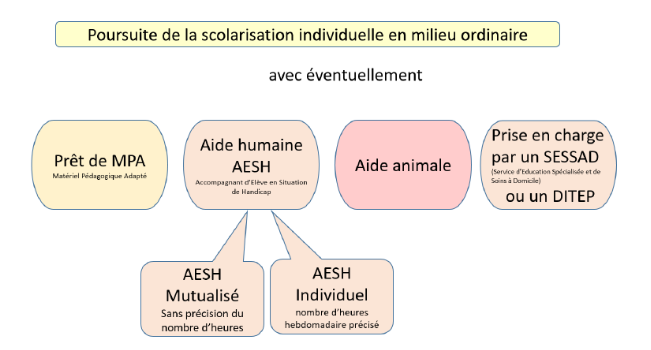 Poursuite de la scolarisation individuelle en milieu ordinaire
avec éventuellement
Prêt de MPA
Matériel Pédagogique Adapté
Aide humaine
AESH
Accompagnant d'Elève en Situation
de Handicap
Aide animale
Prise en charge
par un SESSAD
(Service d'Education Spécialisée et de
Soins à Domicile)
ou un DITEP
AESH
Mutualisé
Sans précision du
nombre d'heures
AESH
Individuel
nombre d'heures
hebdomadaire précisé